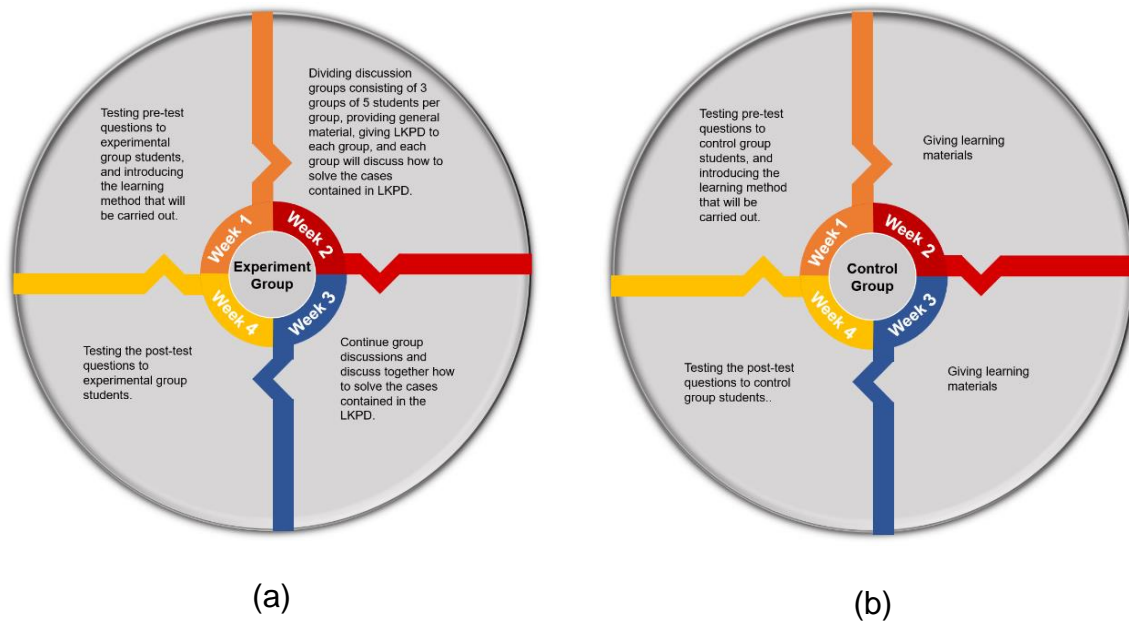 Testing pre-test
questions to
experimental
group students,
and introducing
the learning
method that will
be carried out.
Dividing discussion
groups consisting of 3
groups of 5 students per
group, providing general
material, giving LKPD to
each group, and each
group will discuss how to
solve the cases
contained in LKPD.
Week 1
Week 2
Experiment
Group
Week 4
Week 3
Testing the post-test
questions to
experimental group
students.
Continue group
discussions and
discuss together how
to solve the cases
contained in the
LKPD.
(a)
Testing pre-test
questions to
control group
students, and
introducing the
learning method
that will be
carried out.
Giving learning
materials
Week 1
Week 2
Control
Group
Week 4
Week 3
Testing the post-test
questions to control
group students..
Giving learning
materials
(b)